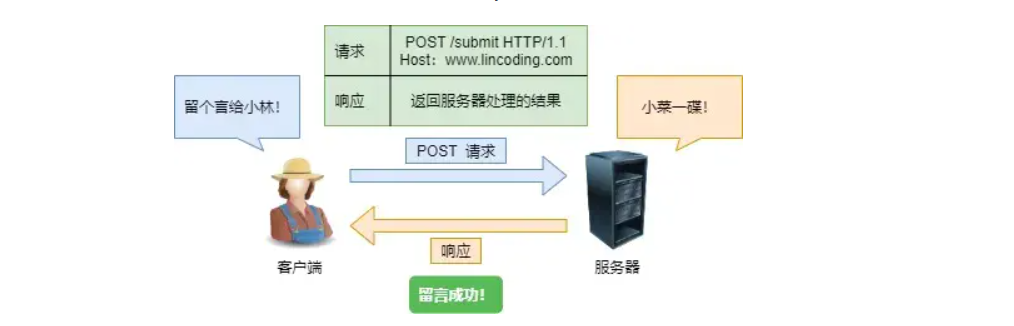 请求
POST /submit HTTP/1.1
Host：www.lincoding.com
响应
返回服务器处理的结果
留个言给小林！
小菜一碟！
POST 请求
响应
客户端
服务器
留言成功！